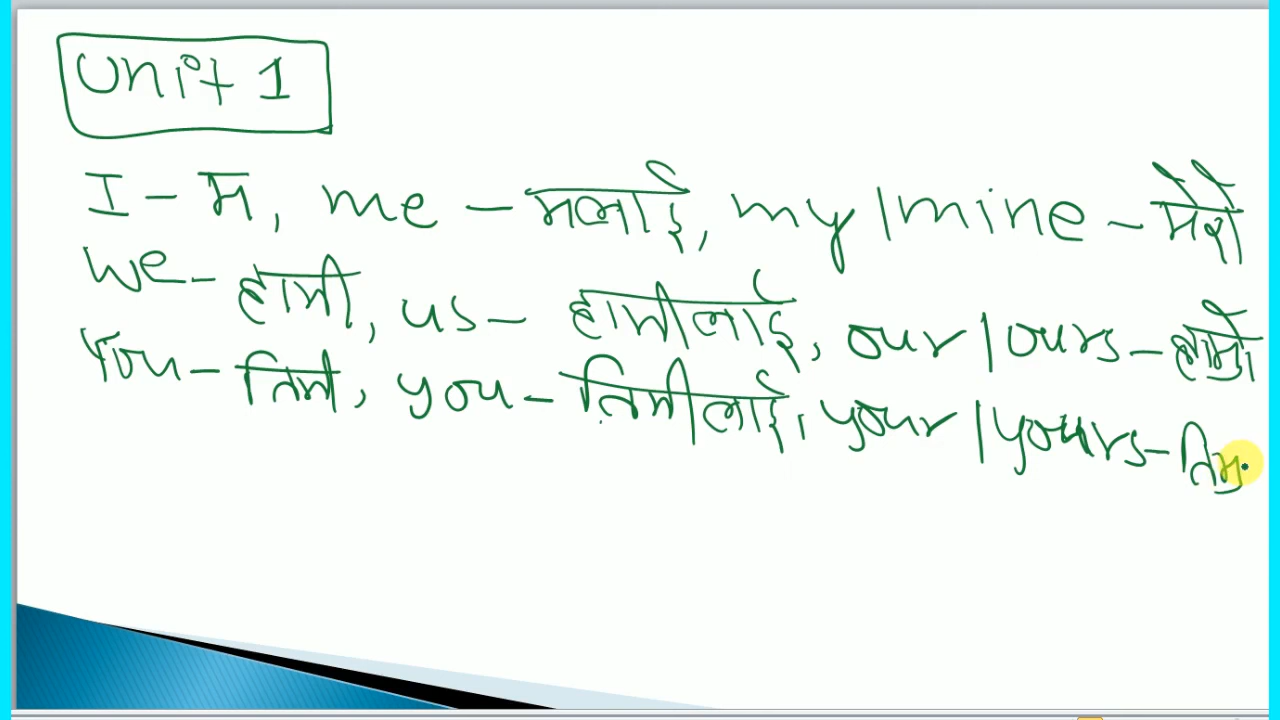 Unit 1
I - म, me - मलाई, my/mine - मेरो
We - हामी, us - हामीलाई, our/ours - हाम्रो
You - तिमी, you - तिमीलाई, your/yours -